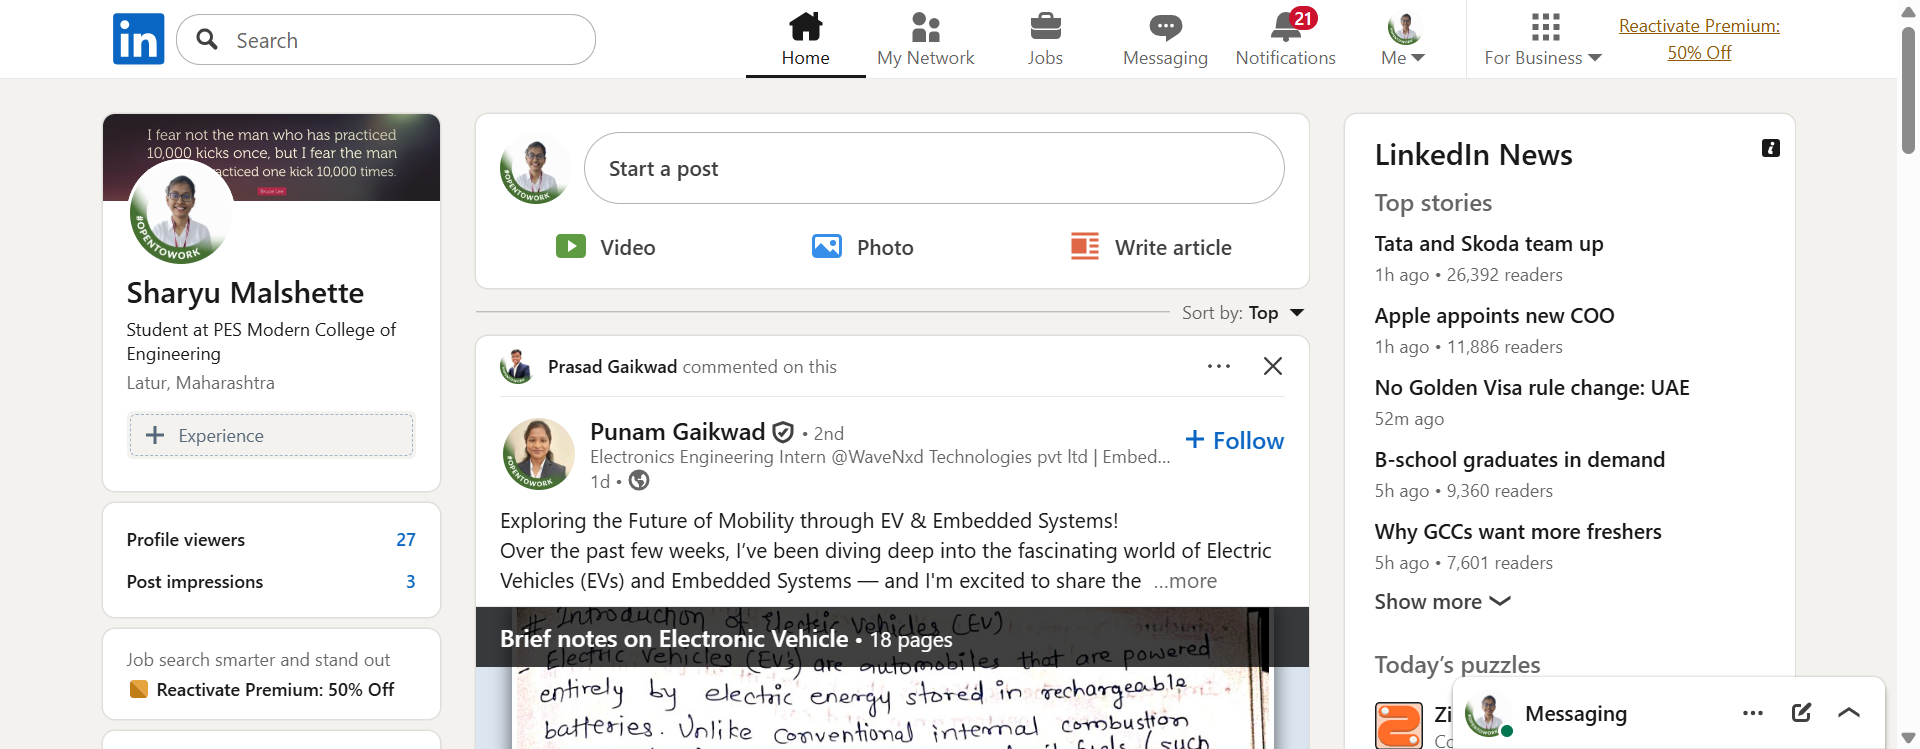 in
Search
Home
My Network
Jobs
Messaging
21
Notifications
Me
For Business
Reactivate Premium:
50% Off
I fear not the man who has practiced
10,000 kicks once, but I fear the man
acticed one kick 10,000 times.
Bruce Lee
#OPENTOWORK
Sharyu Malshette
Student at PES Modern College of
Engineering
Latur, Maharashtra
+ Experience
Profile viewers 27
Post impressions 3
Job search smarter and stand out
Reactivate Premium: 50% Off
#OPENTOWORK
Start a post
Video
Photo
Write article
Sort by: Top
Prasad Gaikwad commented on this
#OPENTOWORK
Punam Gaikwad • 2nd
Electronics Engineering Intern @WaveNxd Technologies pvt ltd | Embed...
1d •
+ Follow
Exploring the Future of Mobility through EV & Embedded Systems!
Over the past few weeks, I’ve been diving deep into the fascinating world of Electric
Vehicles (EVs) and Embedded Systems — and I'm excited to share the ...more
# Introduction of Electric Vehicles (EV)
Brief notes on Electronic Vehicle • 18 pages
- Electric Vehicles (EV's) are automobiles that are powered
entirely by electric energy stored in rechargeable
batteries. Unlike conventional internal combustion
fuels (such
LinkedIn News
Top stories
Tata and Skoda team up
1h ago • 26,392 readers
Apple appoints new COO
1h ago • 11,886 readers
No Golden Visa rule change: UAE
52m ago
B-school graduates in demand
5h ago • 9,360 readers
Why GCCs want more freshers
5h ago • 7,601 readers
Show more
Today’s puzzles
Zi
Messaging